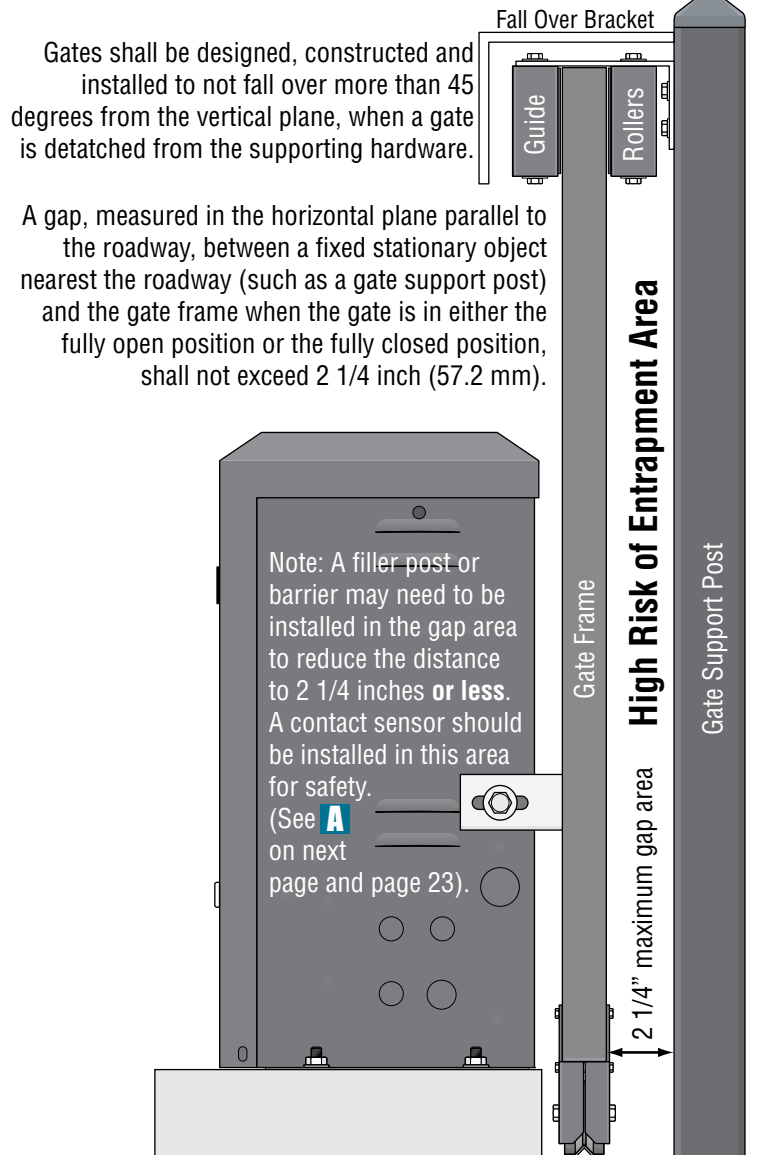 Fall Over Bracket
Gates shall be designed, constructed and
installed to not fall over more than 45
degrees from the vertical plane, when a gate
is detatched from the supporting hardware.
Guide
Rollers
A gap, measured in the horizontal plane parallel to
the roadway, between a fixed stationary object
nearest the roadway (such as a gate support post)
and the gate frame when the gate is in either the
fully open position or the fully closed position,
shall not exceed 2 1/4 inch (57.2 mm).
Note: A filler post or
barrier may need to be
installed in the gap area
to reduce the distance
to 2 1/4 inches or less.
A contact sensor should
be installed in this area
for safety.
(See A
on next
page and page 23).
Gate Frame
High Risk of Entrapment Area
2 1/4” maximum gap area
Gate Support Post